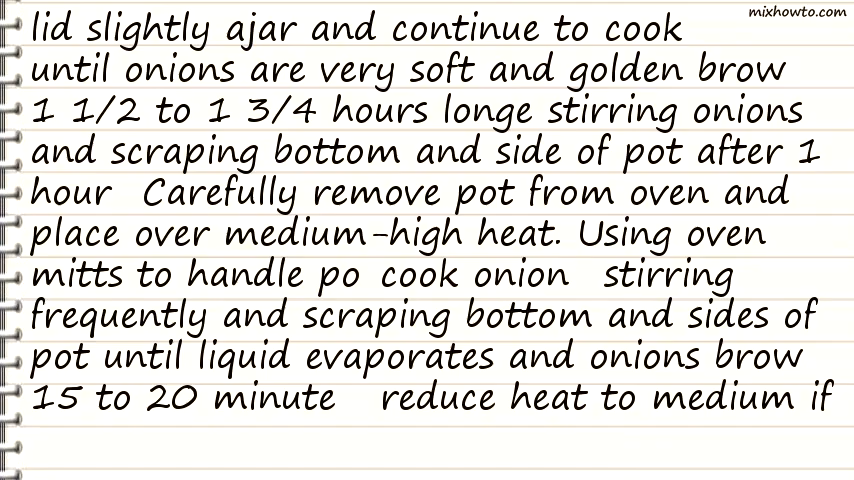 mixhowto.com
lid slightly ajar and continue to cook
until onions are very soft and golden brow
1 1/2 to 1 3/4 hours longe stirring onions
and scraping bottom and side of pot after 1
hour Carefully remove pot from oven and
place over medium-high heat. Using oven
mitts to handle po cook onion stirring
frequently and scraping bottom and sides of
pot until liquid evaporates and onions brow
15 to 20 minute reduce heat to medium if